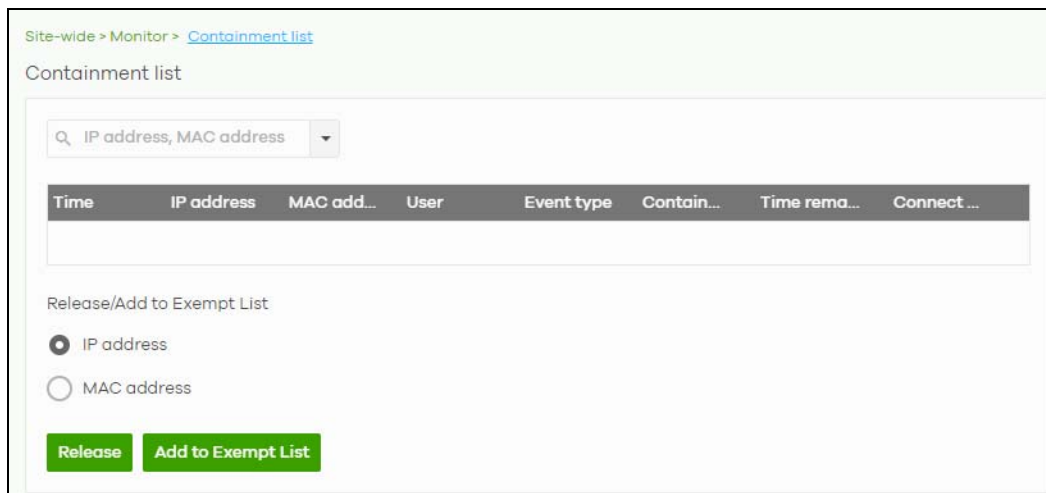 Site-wide > Monitor > Containment list
Containment list
IP address, MAC address
Time IP address MAC add... User Event type Contain... Time rema... Connect ...
Release/Add to Exempt List
IP address
MAC address
Release Add to Exempt List